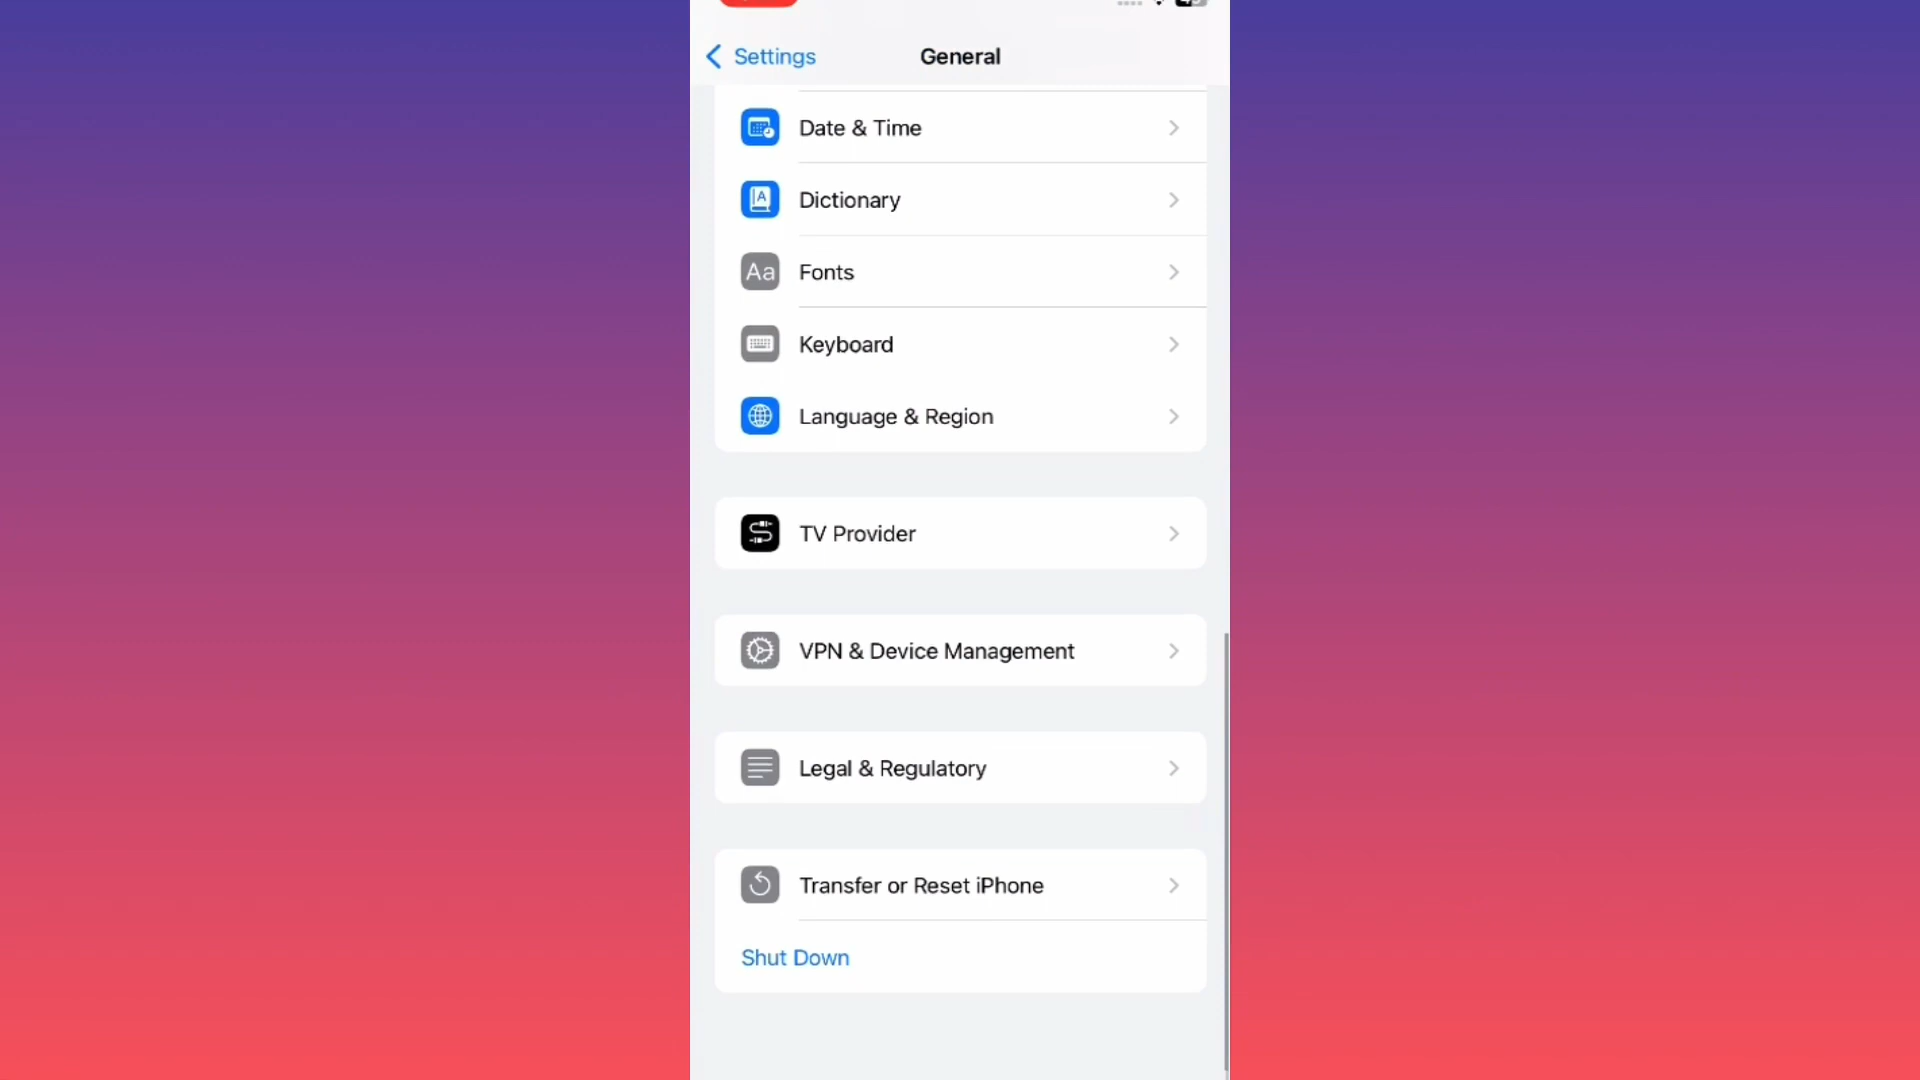 Settings
General
Date & Time
Dictionary
Aa
Fonts
Keyboard
Language & Region
TV Provider
VPN & Device Management
Legal & Regulatory
Transfer or Reset iPhone
Shut Down